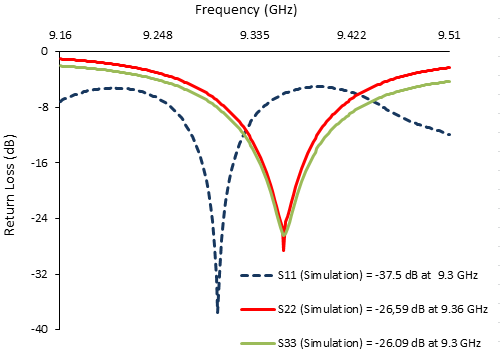 Frequency (GHz)
9.16 9.248 9.335 9.422 9.51
0
-8
-16
-24
-32
-40
Return Loss (dB)
S11 (Simulation) = -37.5 dB at 9.3 GHz
S22 (Simulation) = -26,59 dB at 9.36 GHz
S33 (Simulation) = -26.09 dB at 9.3 GHz